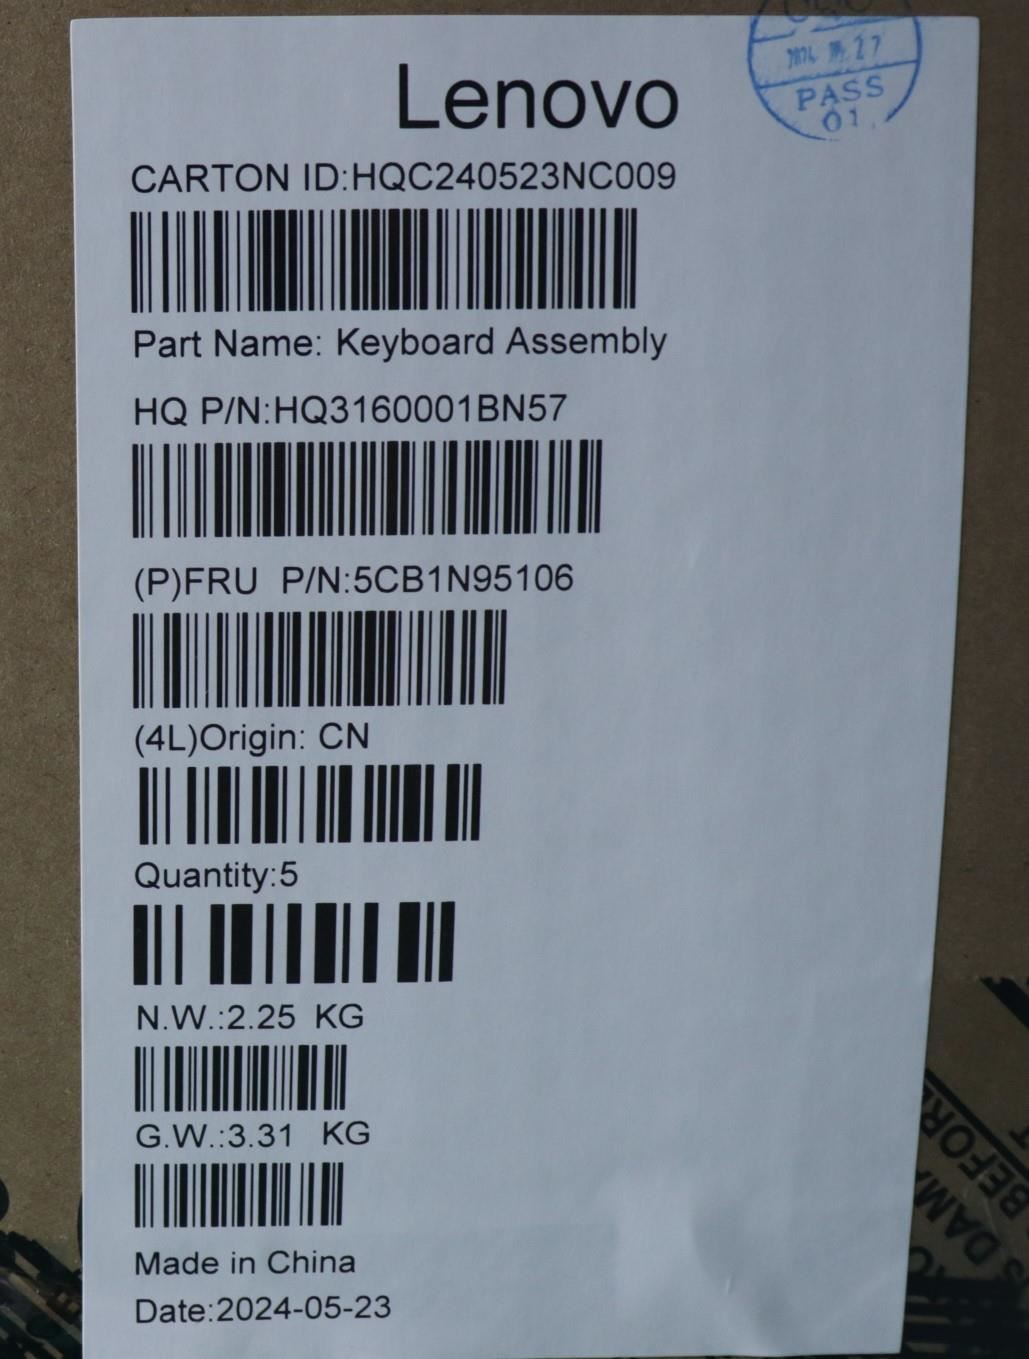 Lenovo
PASS
01
CARTON ID:HQC240523NC009
Part Name: Keyboard Assembly
HQ P/N:HQ3160001BN57
(P)FRU P/N:5CB1N95106
(4L)Origin: CN
Quantity:5
N.W.:2.25 KG
G.W.:3.31 KG
Made in China
Date:2024-05-23
BEFOR